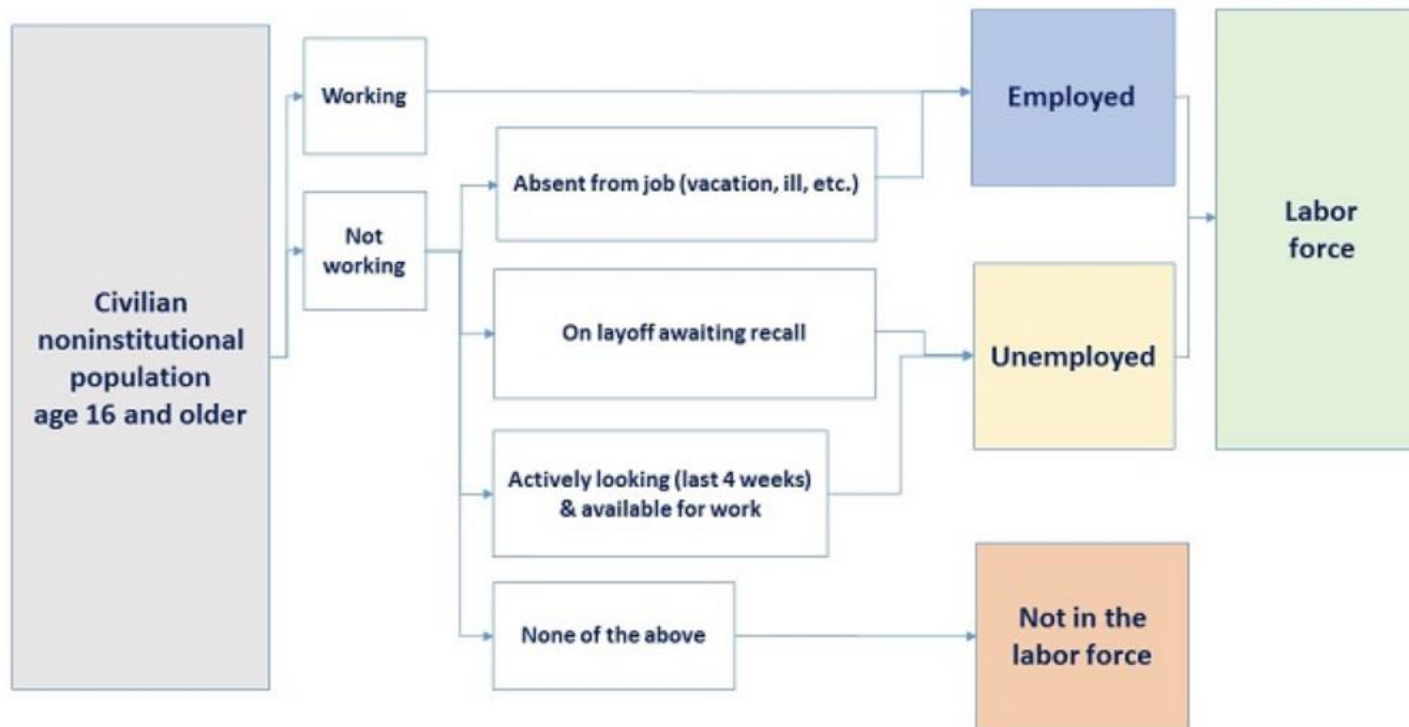 Civilian
noninstitutional
population
age 16 and older
Working
Not
working
Absent from job (vacation, ill, etc.)
On layoff awaiting recall
Actively looking (last 4 weeks)
& available for work
None of the above
Employed
Unemployed
Not in the
labor force
Labor
force